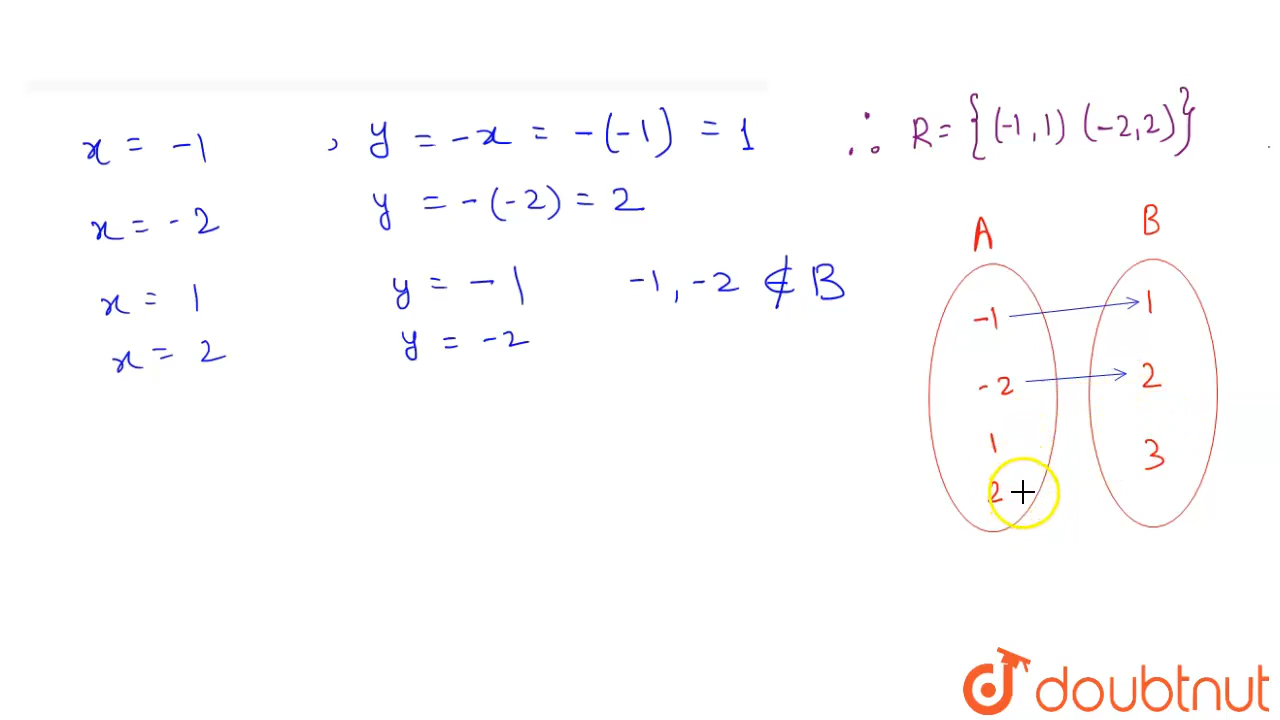 x = -1 , y = -x = -(-1) = 1
x = -2 y = -(-2) = 2
x = 1 y = -1 -1, -2 ∉ B
x = 2 y = -2
∴ R = {(-1, 1) (-2, 2)}
A B
-1 1
-2 2
1 3
2
doubtnut